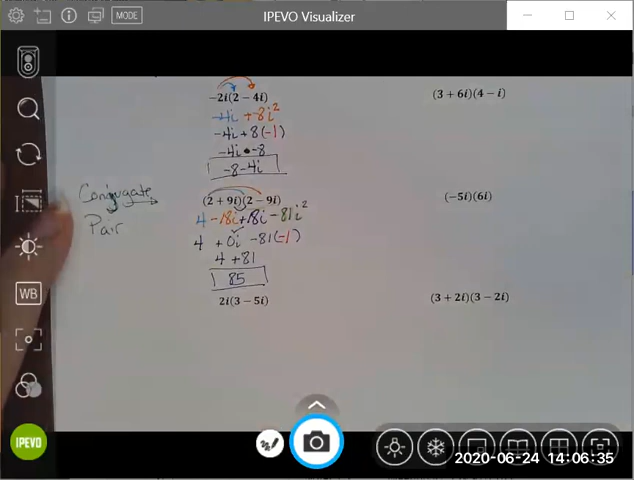 IPEVO Visualizer
MODE
-2i(2 - 4i)
-4i +8i²
-4i + 8(-1)
-4i • -8
-8 - 4i
Conjugate
Pair
(2 + 9i)(2 - 9i)
4 -18i +18i -81i²
4 + 0i -81(-1)
4 + 81
85
2i(3 - 5i)
(3 + 6i)(4 - i)
(-5i)(6i)
(3 + 2i)(3 - 2i)
WB
IPEVO
2020-06-24 14:06:35